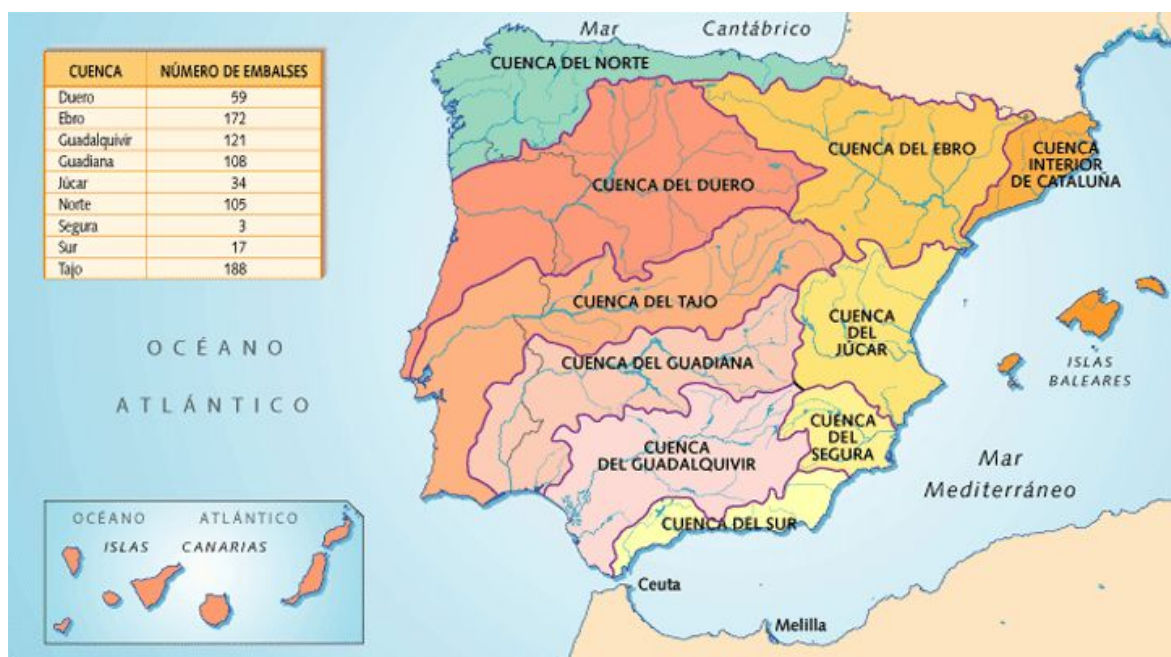 Mar Cantábrico
CUENCA NÚMERO DE EMBALSES
Duero 59
Ebro 172
Guadalquivir 121
Guadiana 108
Júcar 34
Norte 105
Segura 3
Sur 17
Tajo 188
CUENCA DEL NORTE
CUENCA DEL EBRO
CUENCA
INTERIOR
DE CATALUÑA
CUENCA DEL DUERO
CUENCA DEL TAJO
CUENCA
DEL
JÚCAR
CUENCA DEL GUADIANA
ISLAS
BALEARES
OCÉANO
ATLÁNTICO
CUENCA
DEL GUADALQUIVIR
CUENCA
DEL
SEGURA
Mar
Mediterráneo
CUENCA DEL SUR
OCÉANO ATLÁNTICO
ISLAS CANARIAS
Ceuta
Melilla